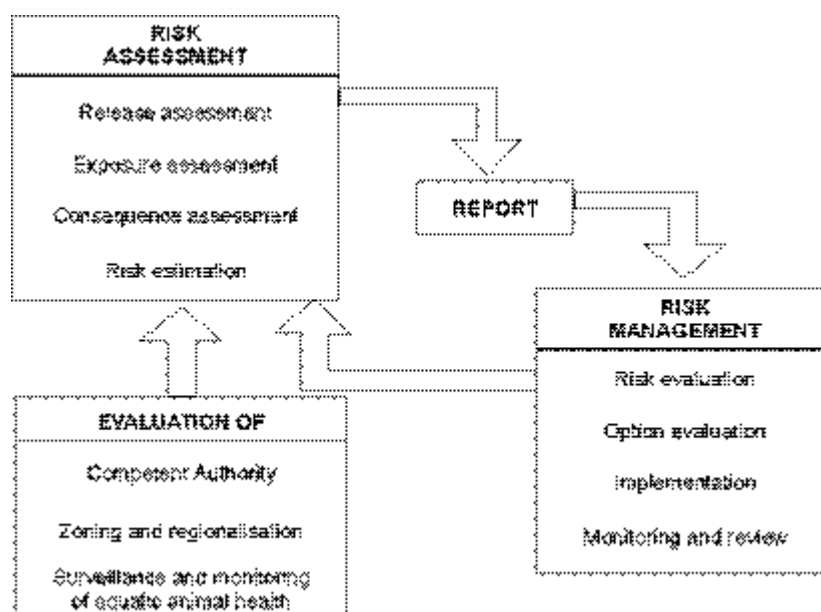 RISK
ASSESSMENT
Release assessment
Exposure assessment
Consequence assessment
Risk estimation
REPORT
RISK
MANAGEMENT
Risk evaluation
Option evaluation
Implementation
Monitoring and review
EVALUATION OF
Competent Authority
Zoning and regionalisation
Surveillance and monitoring
of aquatic animal health